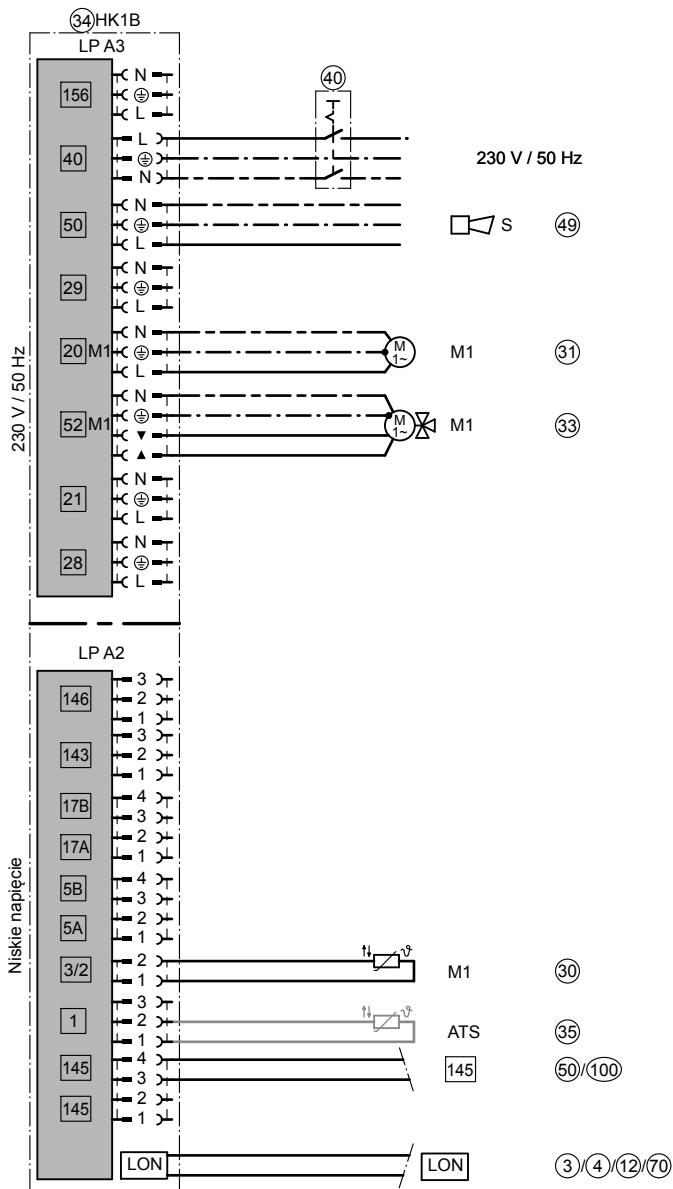 34 HK1B
LP A3
156
N
L
40
L
N
40
230 V / 50 Hz
50
N
L
S 49
29
N
L
20 M1
N
L
M
1~
M1 31
52 M1
N
▼
▲
M
1~
M1 33
21
N
L
28
N
L
230 V / 50 Hz
LP A2
146
3
2
1
143
3
2
1
17B
4
3
17A
2
1
5B
4
3
5A
2
1
3/2
2
1
ϑ
M1 30
1
3
2
1
ϑ
ATS 35
145
4
3
145 50/100
145
2
1
LON LON 3/4/12/70
Niskie napięcie